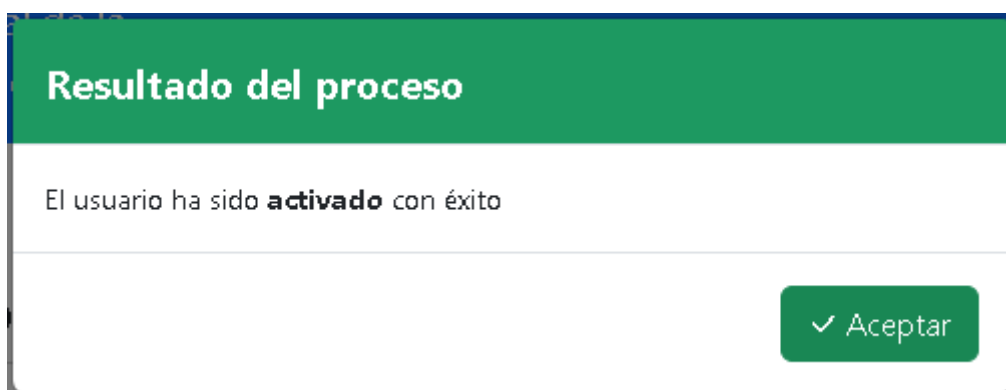 Resultado del proceso
El usuario ha sido activado con éxito
Aceptar